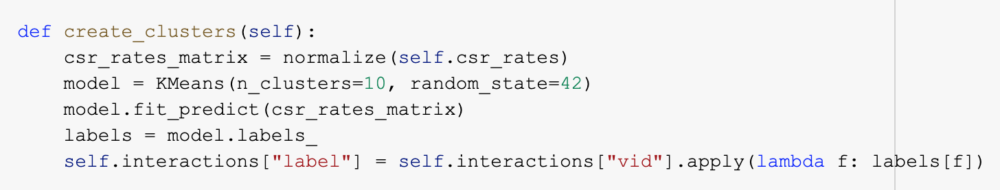 def create_clusters(self):
    csr_rates_matrix = normalize(self.csr_rates)
    model = KMeans(n_clusters=10, random_state=42)
    model.fit_predict(csr_rates_matrix)
    labels = model.labels_
    self.interactions["label"] = self.interactions["vid"].apply(lambda f: labels[f])